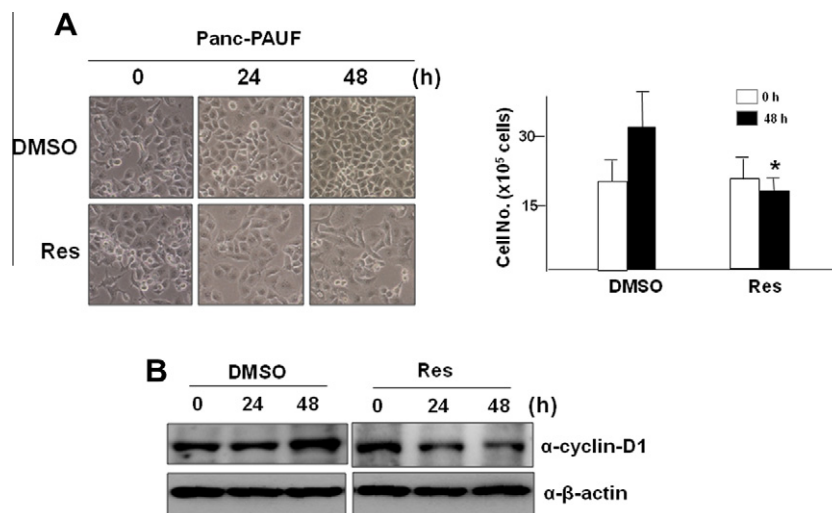 A
Panc-PAUF
0 24 48 (h)
DMSO
Res
Cell No. (x10⁵ cells)
30
15
0 h
48 h
*
DMSO Res
B
DMSO Res
0 24 48 0 24 48 (h)
α-cyclin-D1
α-β-actin